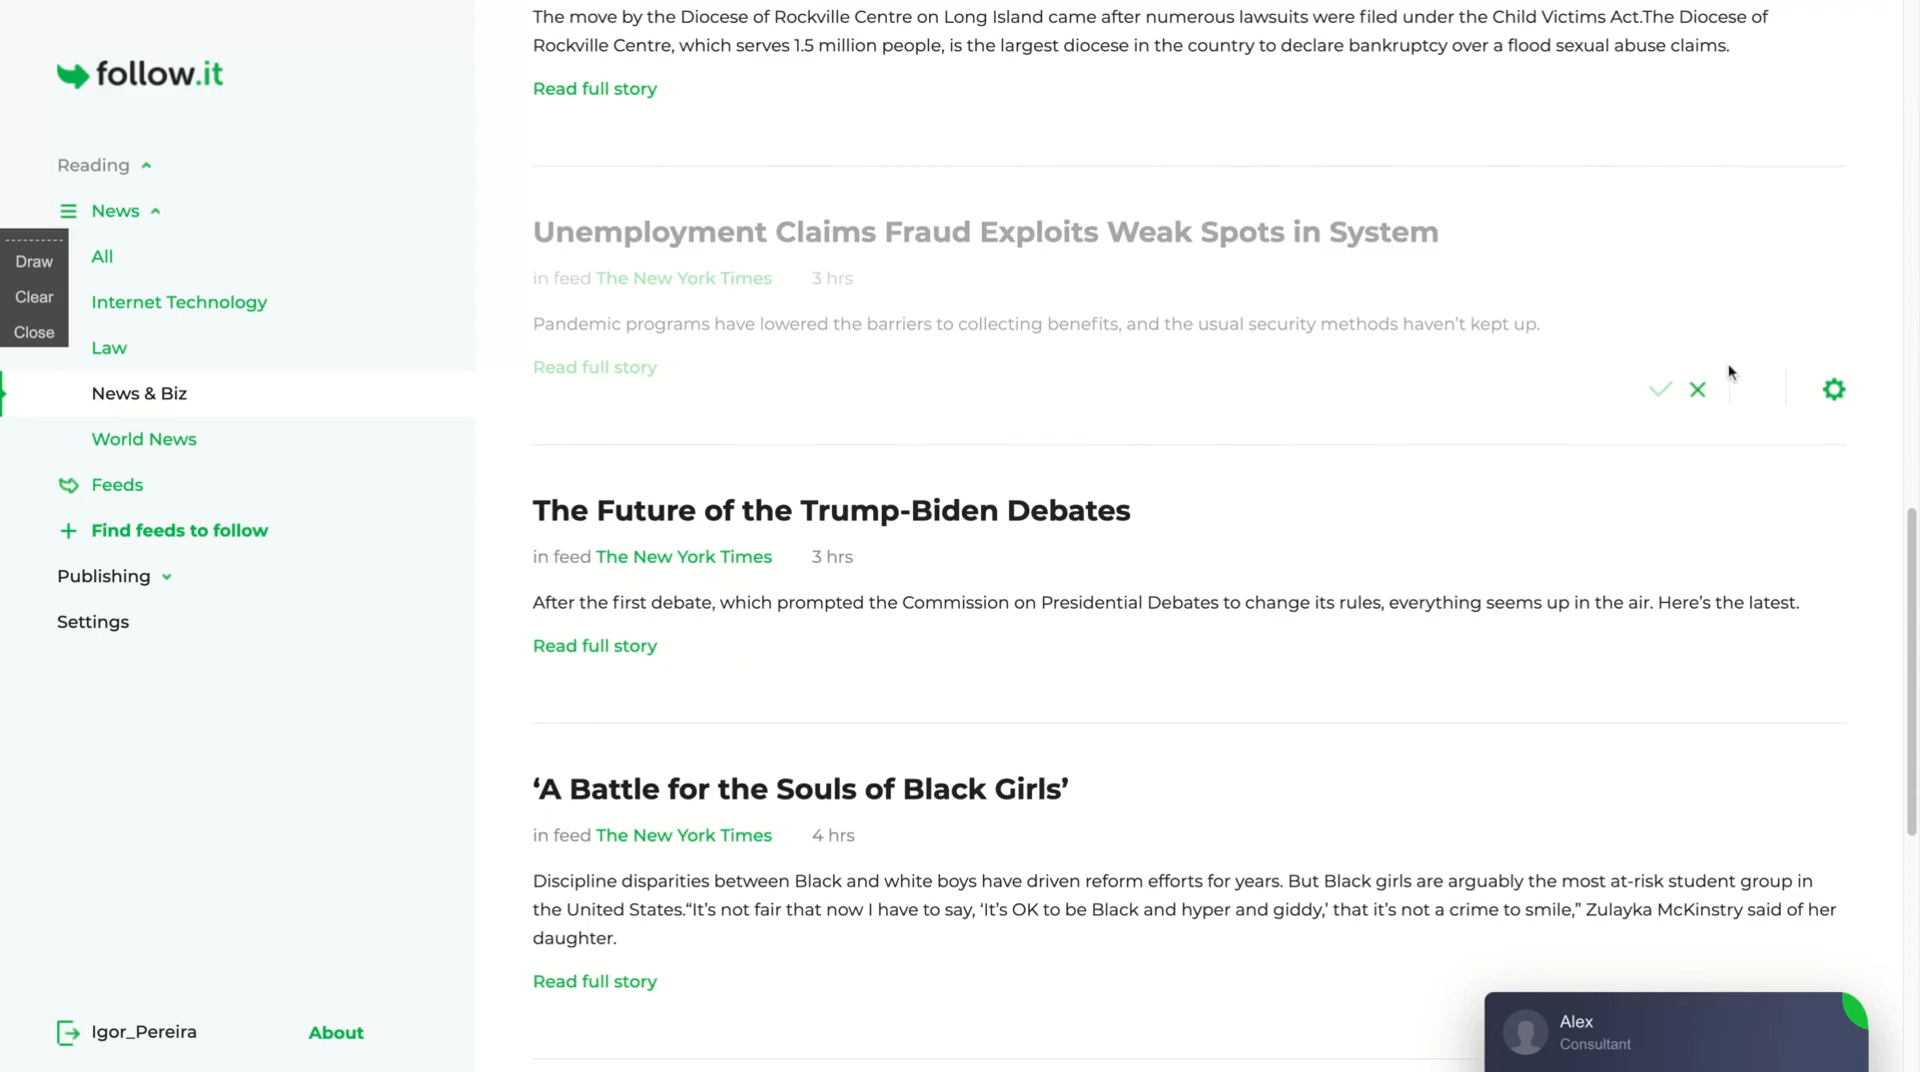 follow.it
Reading
News
All
Internet Technology
Law
News & Biz
World News
Feeds
Find feeds to follow
Publishing
Settings
Igor_Pereira
About
Draw
Clear
Close
The move by the Diocese of Rockville Centre on Long Island came after numerous lawsuits were filed under the Child Victims Act.The Diocese of
Rockville Centre, which serves 1.5 million people, is the largest diocese in the country to declare bankruptcy over a flood sexual abuse claims.
Read full story
Unemployment Claims Fraud Exploits Weak Spots in System
in feed The New York Times 3 hrs
Pandemic programs have lowered the barriers to collecting benefits, and the usual security methods haven’t kept up.
Read full story
The Future of the Trump-Biden Debates
in feed The New York Times 3 hrs
After the first debate, which prompted the Commission on Presidential Debates to change its rules, everything seems up in the air. Here’s the latest.
Read full story
‘A Battle for the Souls of Black Girls’
in feed The New York Times 4 hrs
Discipline disparities between Black and white boys have driven reform efforts for years. But Black girls are arguably the most at-risk student group in
the United States.“It’s not fair that now I have to say, ‘It’s OK to be Black and hyper and giddy,’ that it’s not a crime to smile,” Zulayka McKinstry said of her
daughter.
Read full story
Alex
Consultant